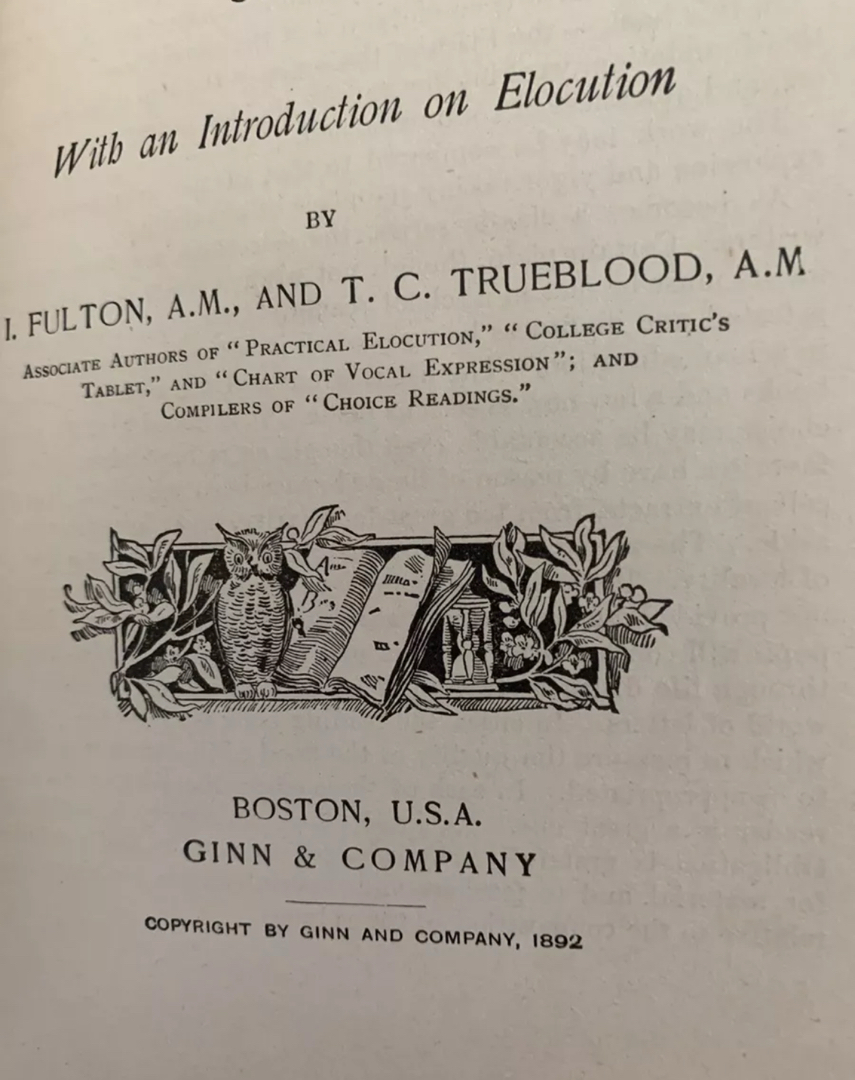 With an Introduction on Elocution
BY
I. FULTON, A.M., AND T. C. TRUEBLOOD, A.M
ASSOCIATE AUTHORS OF “PRACTICAL ELOCUTION,” “COLLEGE CRITIC’S
TABLET,” AND “CHART OF VOCAL EXPRESSION”; AND
COMPILERS OF “CHOICE READINGS.”
BOSTON, U.S.A.
GINN & COMPANY
COPYRIGHT BY GINN AND COMPANY, 1892